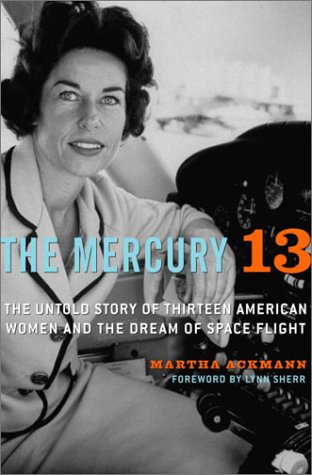 THE MERCURY 13
THE UNTOLD STORY OF THIRTEEN AMERICAN
WOMEN AND THE DREAM OF SPACE FLIGHT
MARTHA ACKMANN
FOREWORD BY LYNN SHERR